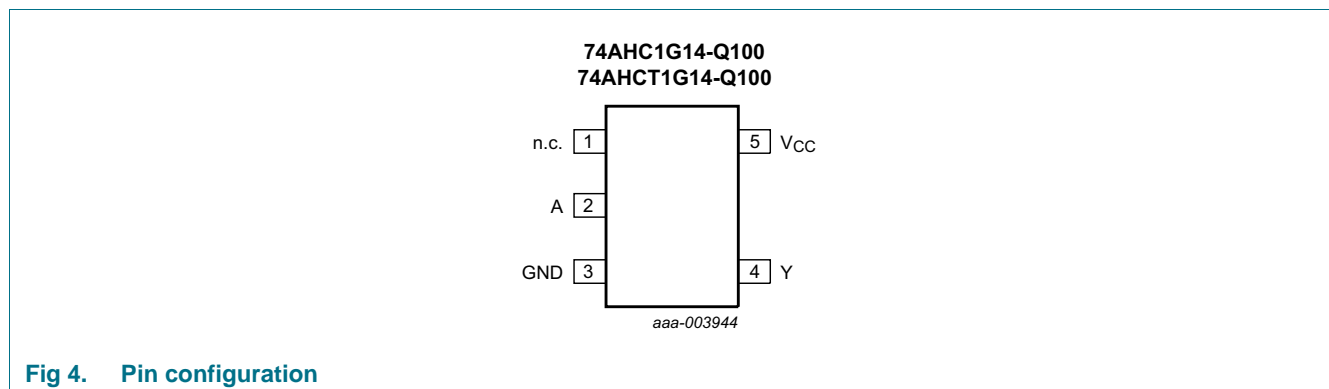 74AHC1G14-Q100
74AHCT1G14-Q100
n.c. 1
5 VCC
A 2
GND 3
4 Y
aaa-003944
Fig 4. Pin configuration